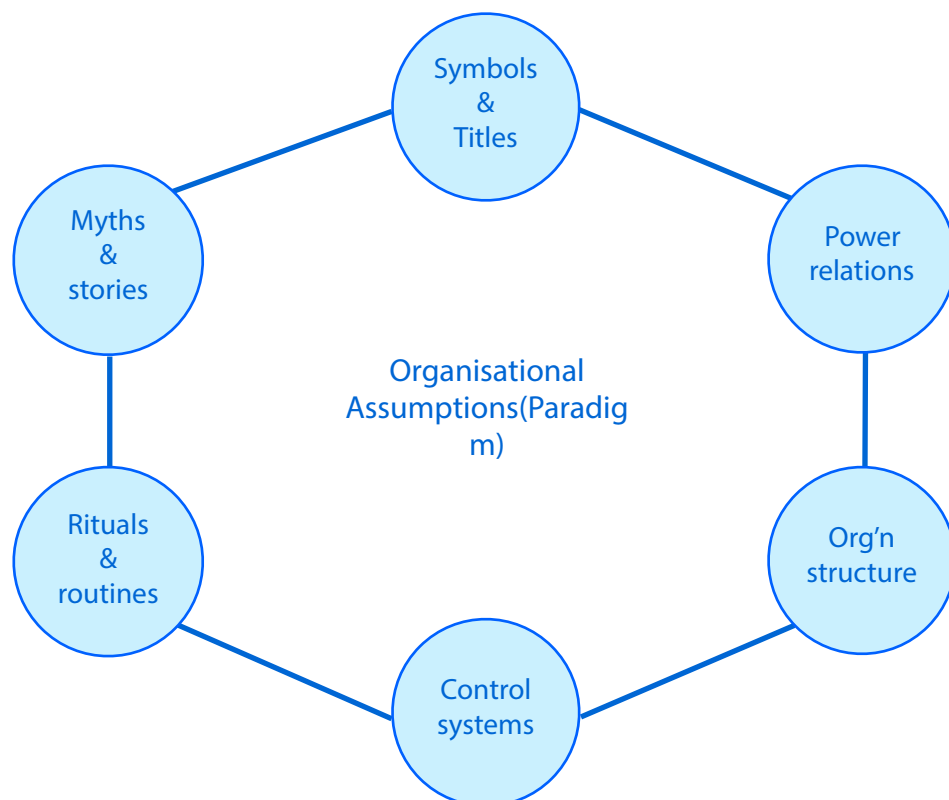 Symbols
&
Titles
Myths
&
stories
Power
relations
Organisational
Assumptions(Paradig
m)
Rituals
&
routines
Org’n
structure
Control
systems